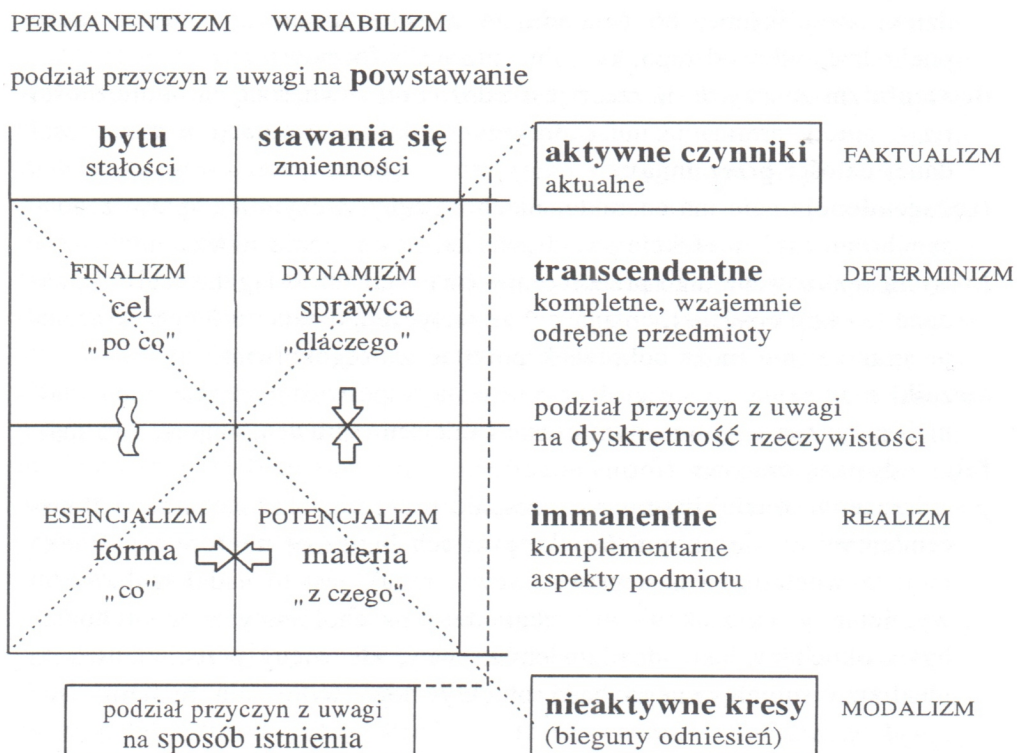 PERMANENTYZM WARIABILIZM
podział przyczyn z uwagi na powstawanie
bytu
stałości
stawania się
zmienności
aktywne czynniki
aktualne
FAKTUALIZM
FINALIZM
cel
„po co”
DYNAMIZM
sprawca
„dláczego”
transcendentne
kompletne, wzajemnie
odrębne przedmioty
DETERMINIZM
podział przyczyn z uwagi
na dyskretność rzeczywistości
ESENCJALIZM
forma
„co”
POTENCJALIZM
materia
„z czego”
immanentne
komplementarne
aspekty podmiotu
REALIZM
podział przyczyn z uwagi
na sposób istnienia
nieaktywne kresy
(bieguny odniesień)
MODALIZM